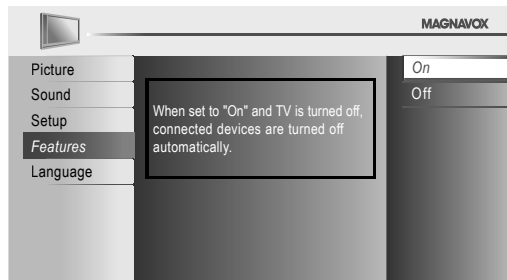 MAGNAVOX
Picture
Sound
Setup
Features
Language
When set to "On" and TV is turned off,
connected devices are turned off
automatically.
On
Off